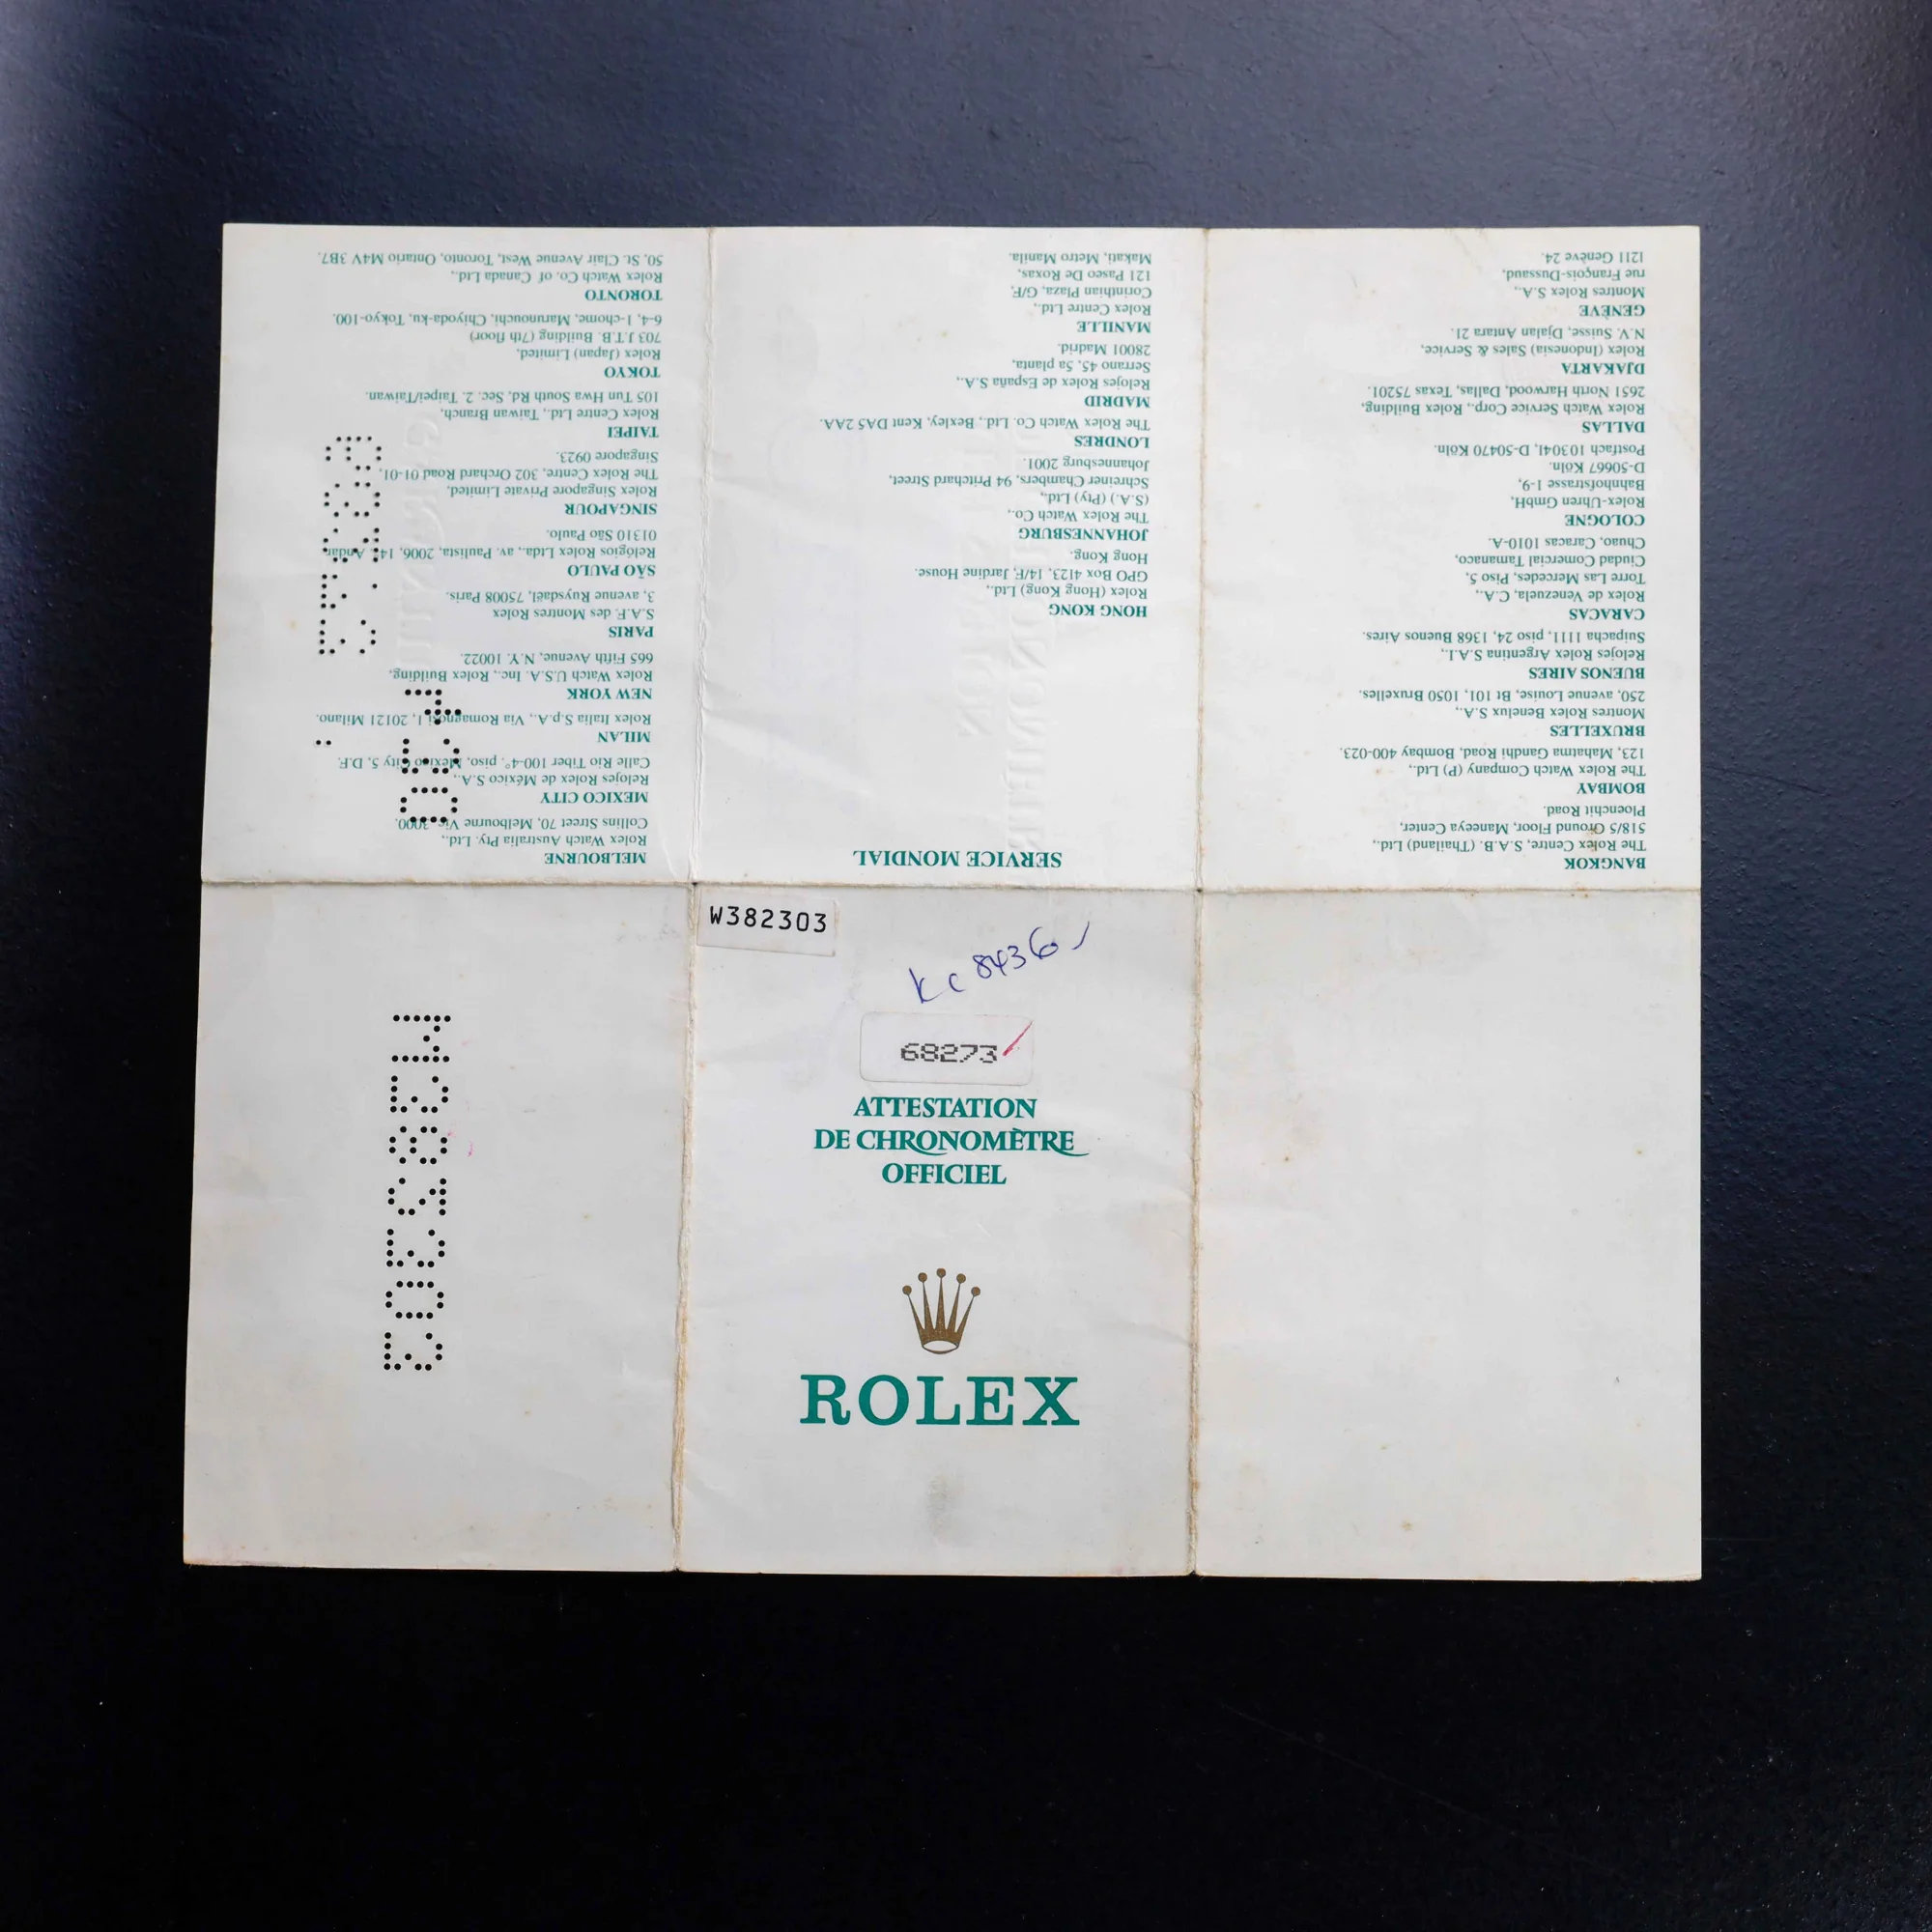 W382303
kc 8436
68273
ATTESTATION
DE CHRONOMÈTRE
OFFICIEL
ROLEX
W382303
SERVICE MONDIAL
BANGKOK
The Rolex Centre, S.A.B. (Thailand) Ltd.,
518/5 Ground Floor, Maneeya Center,
Ploenchit Road.
BOMBAY
The Rolex Watch Company (P) Ltd.,
123, Mahatma Gandhi Road, Bombay 400-023.
BRUXELLES
Montres Rolex Benelux S.A.,
250, avenue Louise, Bt 101, 1050 Bruxelles.
BUENOS AIRES
Relojes Rolex Argentina S.A.I.,
Suipacha 1111, piso 24, 1368 Buenos Aires.
CARACAS
Rolex de Venezuela, C.A.,
Torre Las Mercedes, Piso 5,
Ciudad Comercial Tamanaco,
Chuao, Caracas 1010-A.
COLOGNE
Rolex-Uhren GmbH,
Bahnhofstrasse 1-9,
D-50667 Köln.
Postfach 103041, D-50470 Köln.
DALLAS
Rolex Watch Service Corp., Rolex Building,
2651 North Harwood, Dallas, Texas 75201.
DJAKARTA
Rolex (Indonesia) Sales & Service,
N.V. Suisse, Djalan Antara 21.
GENÈVE
Montres Rolex S.A.,
rue François-Dussaud,
1211 Genève 24.
HONG KONG
Rolex (Hong Kong) Ltd.,
GPO Box 4123, 14/F, Jardine House.
Hong Kong.
JOHANNESBURG
The Rolex Watch Co.,
(S.A.) (Pty) Ltd.,
Schreiner Chambers, 94 Pritchard Street,
Johannesburg 2001.
LONDRES
The Rolex Watch Co. Ltd., Bexley, Kent DA5 2AA.
MADRID
Relojes Rolex de España S.A.,
Serrano 45, 5a planta,
28001 Madrid.
MANILLE
Rolex Centre Ltd.,
Corinthian Plaza, G/F,
121 Paseo De Roxas,
Makati, Metro Manila.
MELBOURNE
Rolex Watch Australia Pty. Ltd.,
Collins Street 70, Melbourne Vic. 3000.
MEXICO CITY
Relojes Rolex de México S.A.,
Calle Rio Tiber 100-4°, piso, Mexico City 5, D.F.
MILAN
Rolex Italia S.p.A., Via Romagnosi 1, 20121 Milano.
NEW YORK
Rolex Watch U.S.A. Inc., Rolex Building,
665 Fifth Avenue, N.Y. 10022.
PARIS
S.A.F. des Montres Rolex
3, avenue Ruysdaël, 75008 Paris.
SÃO PAULO
Relógios Rolex Ltda., av. Paulista, 2006, 14º Andar,
01310 São Paulo.
SINGAPOUR
Rolex Singapore Private Limited,
The Rolex Centre, 302 Orchard Road 01-01,
Singapore 0923.
TAIPEI
Rolex Centre Ltd., Taiwan Branch,
105 Tun Hwa South Rd, Sec. 2. Taipei/Taiwan.
TOKYO
Rolex (Japan) Limited,
703 J.T.B. Building (7th floor)
6-4, 1-chome, Marunouchi, Chiyoda-ku, Tokyo-100.
TORONTO
Rolex Watch Co. of Canada Ltd.,
50, St. Clair Avenue West, Toronto, Ontario M4V 3B7.